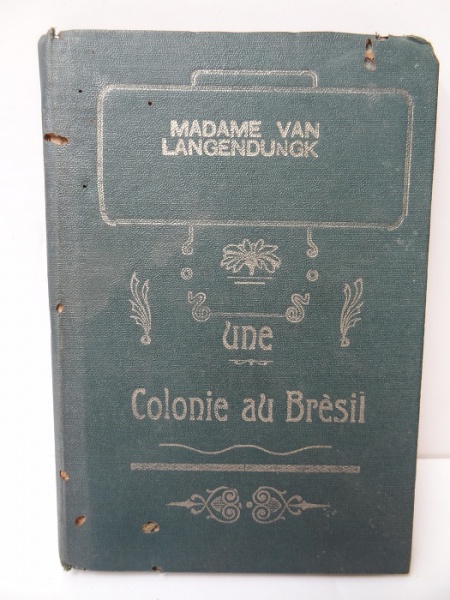 MADAME VAN
LANGENDUNGK
une
Colonie au Brèsil